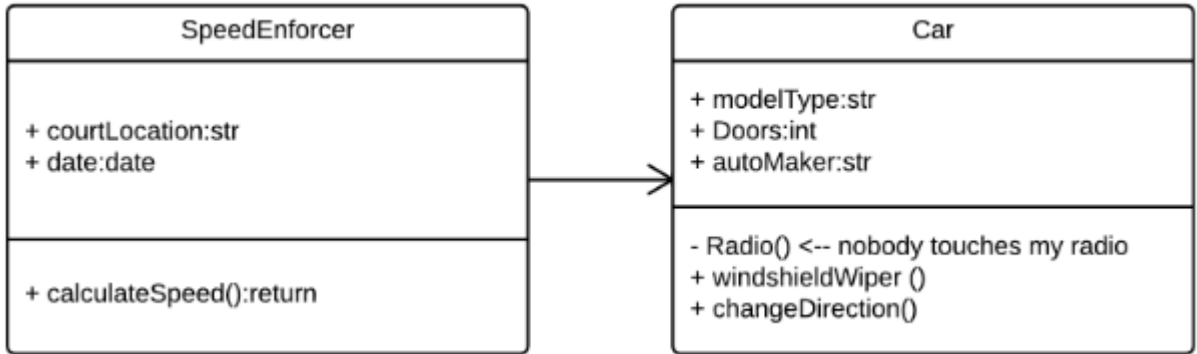 SpeedEnforcer
+ courtLocation:str
+ date:date
+ calculateSpeed():return
Car
+ modelType:str
+ Doors:int
+ autoMaker:str
- Radio() <-- nobody touches my radio
+ windshieldWiper ()
+ changeDirection()